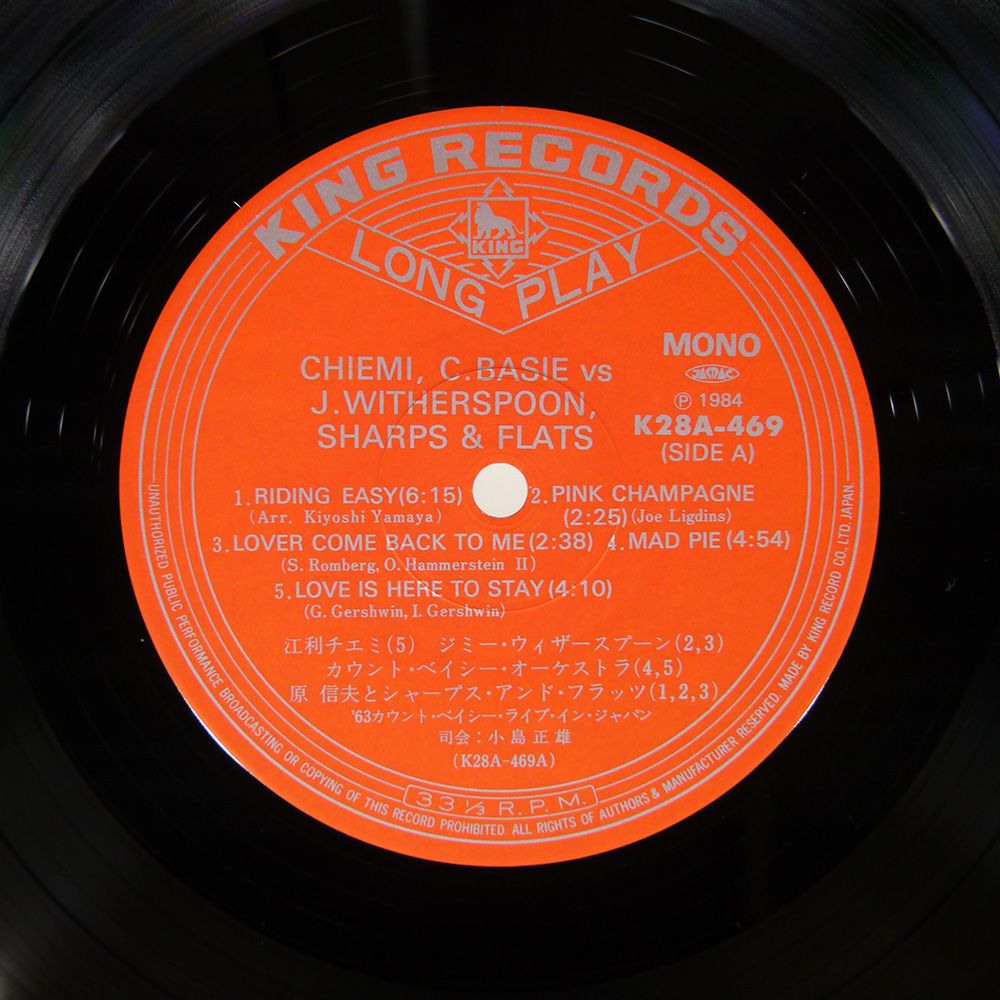 KING RECORDS
KING
LONG PLAY
MONO
JASRAC
Ⓟ 1984
K28A-469
(SIDE A)
CHIEMI, C.BASIE vs
J.WITHERSPOON,
SHARPS & FLATS
1.RIDING EASY(6:15) 2.PINK CHAMPAGNE
(Arr. Kiyoshi Yamaya) (2:25)(Joe Ligdins)
3.LOVER COME BACK TO ME(2:38) 4.MAD PIE(4:54)
(S. Romberg, O. Hammerstein II)
5.LOVE IS HERE TO STAY(4:10)
(G. Gershwin, I. Gershwin)
江利チエミ(5) ジミー・ウィザースプーン(2,3)
カウント・ベイシー・オーケストラ(4,5)
原 信夫とシャープス・アンド・フラッツ(1,2,3)
'63カウント・ベイシー・ライブ・イン・ジャパン
司会：小島正雄
(K28A-469A)
33⅓ R.P.M.
UNAUTHORIZED PUBLIC PERFORMANCE BROADCASTING OR COPYING OF THIS RECORD PROHIBITED. ALL RIGHTS OF AUTHORS & MANUFACTURER RESERVED. MADE BY KING RECORD CO., LTD. JAPAN.